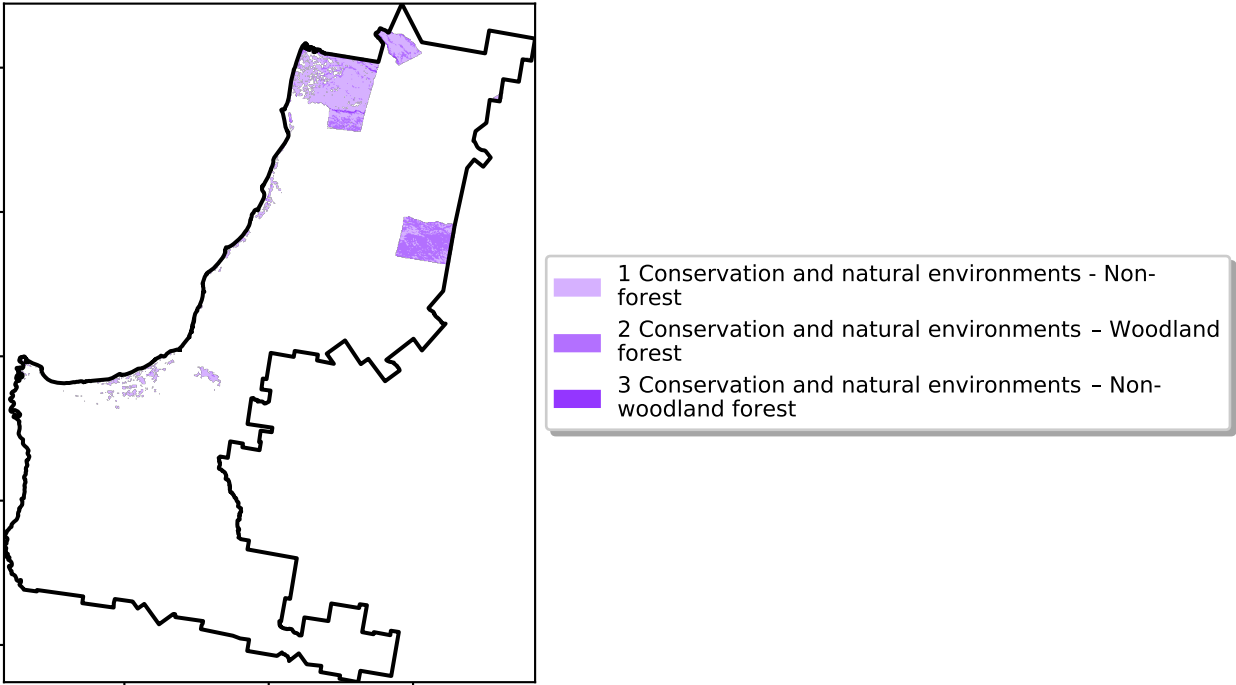 1 Conservation and natural environments - Non-
forest
2 Conservation and natural environments – Woodland
forest
3 Conservation and natural environments – Non-
woodland forest